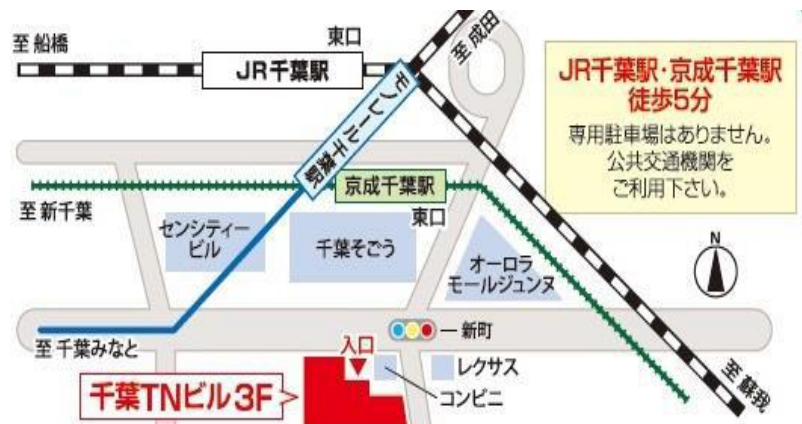 至船橋
東口
JR千葉駅
至成田
モノレール千葉駅
JR千葉駅・京成千葉駅
徒歩5分
専用駐車場はありません。
公共交通機関を
ご利用下さい。
京成千葉駅
至新千葉
東口
センシティー
ビル
千葉そごう
オーロラ
モールジュンヌ
N
新町
至千葉みなと
入口
レクサス
コンビニ
千葉TNビル3F
至蘇我